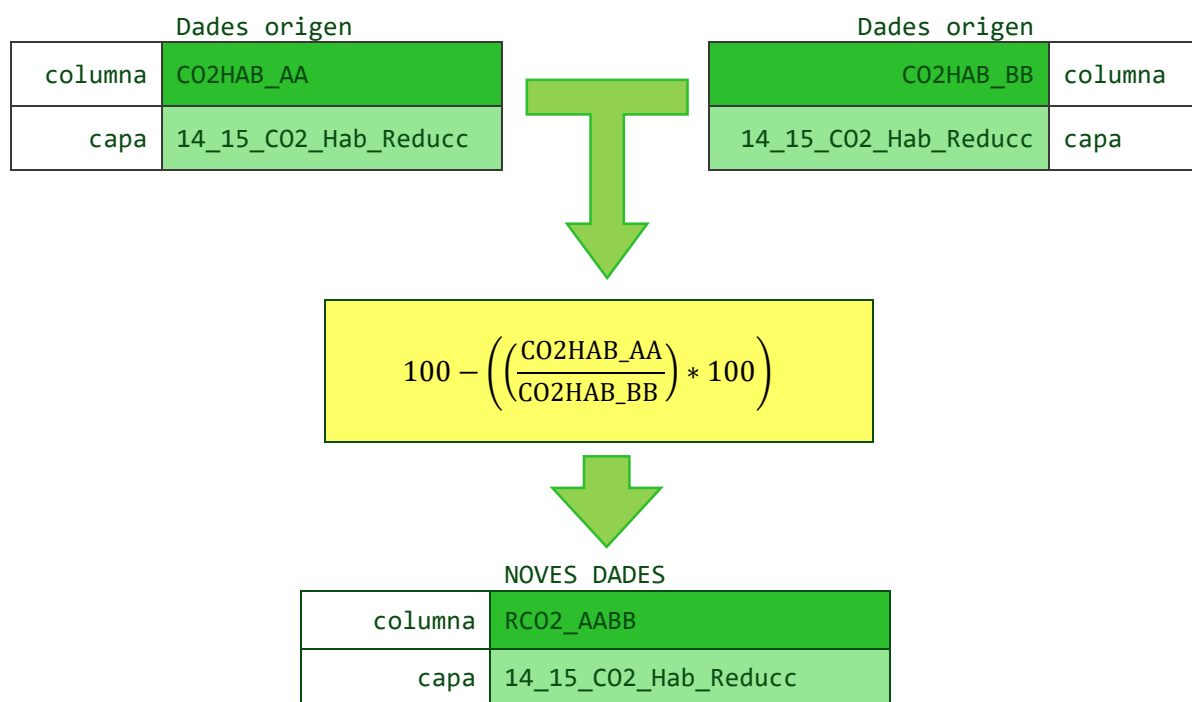 Dades origen
columna CO2HAB_AA
capa 14_15_CO2_Hab_Reducc
Dades origen
CO2HAB_BB columna
14_15_CO2_Hab_Reducc capa
100 − ((CO2HAB_AA / CO2HAB_BB) ∗ 100)
NOVES DADES
columna RCO2_AABB
capa 14_15_CO2_Hab_Reducc